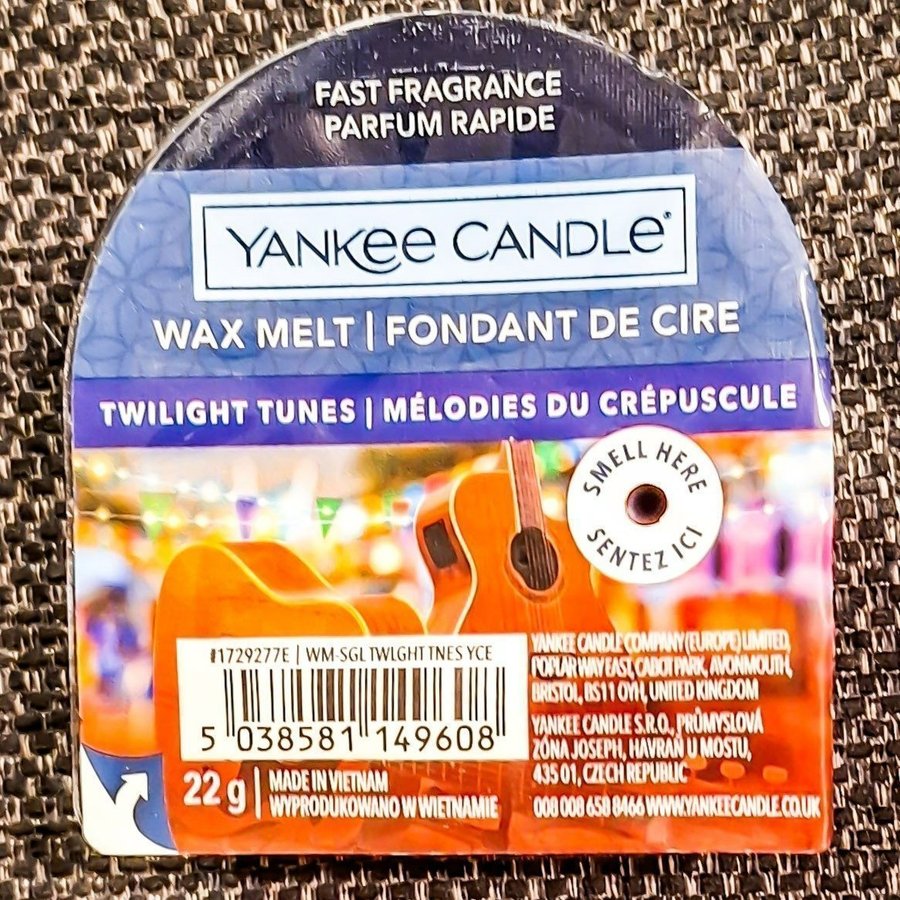 FAST FRAGRANCE
PARFUM RAPIDE
YANKEE CANDLE®
WAX MELT | FONDANT DE CIRE
TWILIGHT TUNES | MÉLODIES DU CRÉPUSCULE
SMELL HERE
SENTEZ ICI
#1729277E | WM-SGL TWLGHT TNES YCE
5 038581 149608
22 g
MADE IN VIETNAM
WYPRODUKOWANO W WIETNAMIE
YANKEE CANDLE COMPANY (EUROPE) LIMITED,
POPLAR WAY EAST, CABOT PARK, AVONMOUTH,
BRISTOL, BS11 0YH, UNITED KINGDOM
YANKEE CANDLE S.R.O., PRŮMYSLOVÁ
ZÓNA JOSEPH, HAVRAŇ U MOSTU,
435 01, CZECH REPUBLIC
008 008 658 8466 WWW.YANKEECANDLE.CO.UK